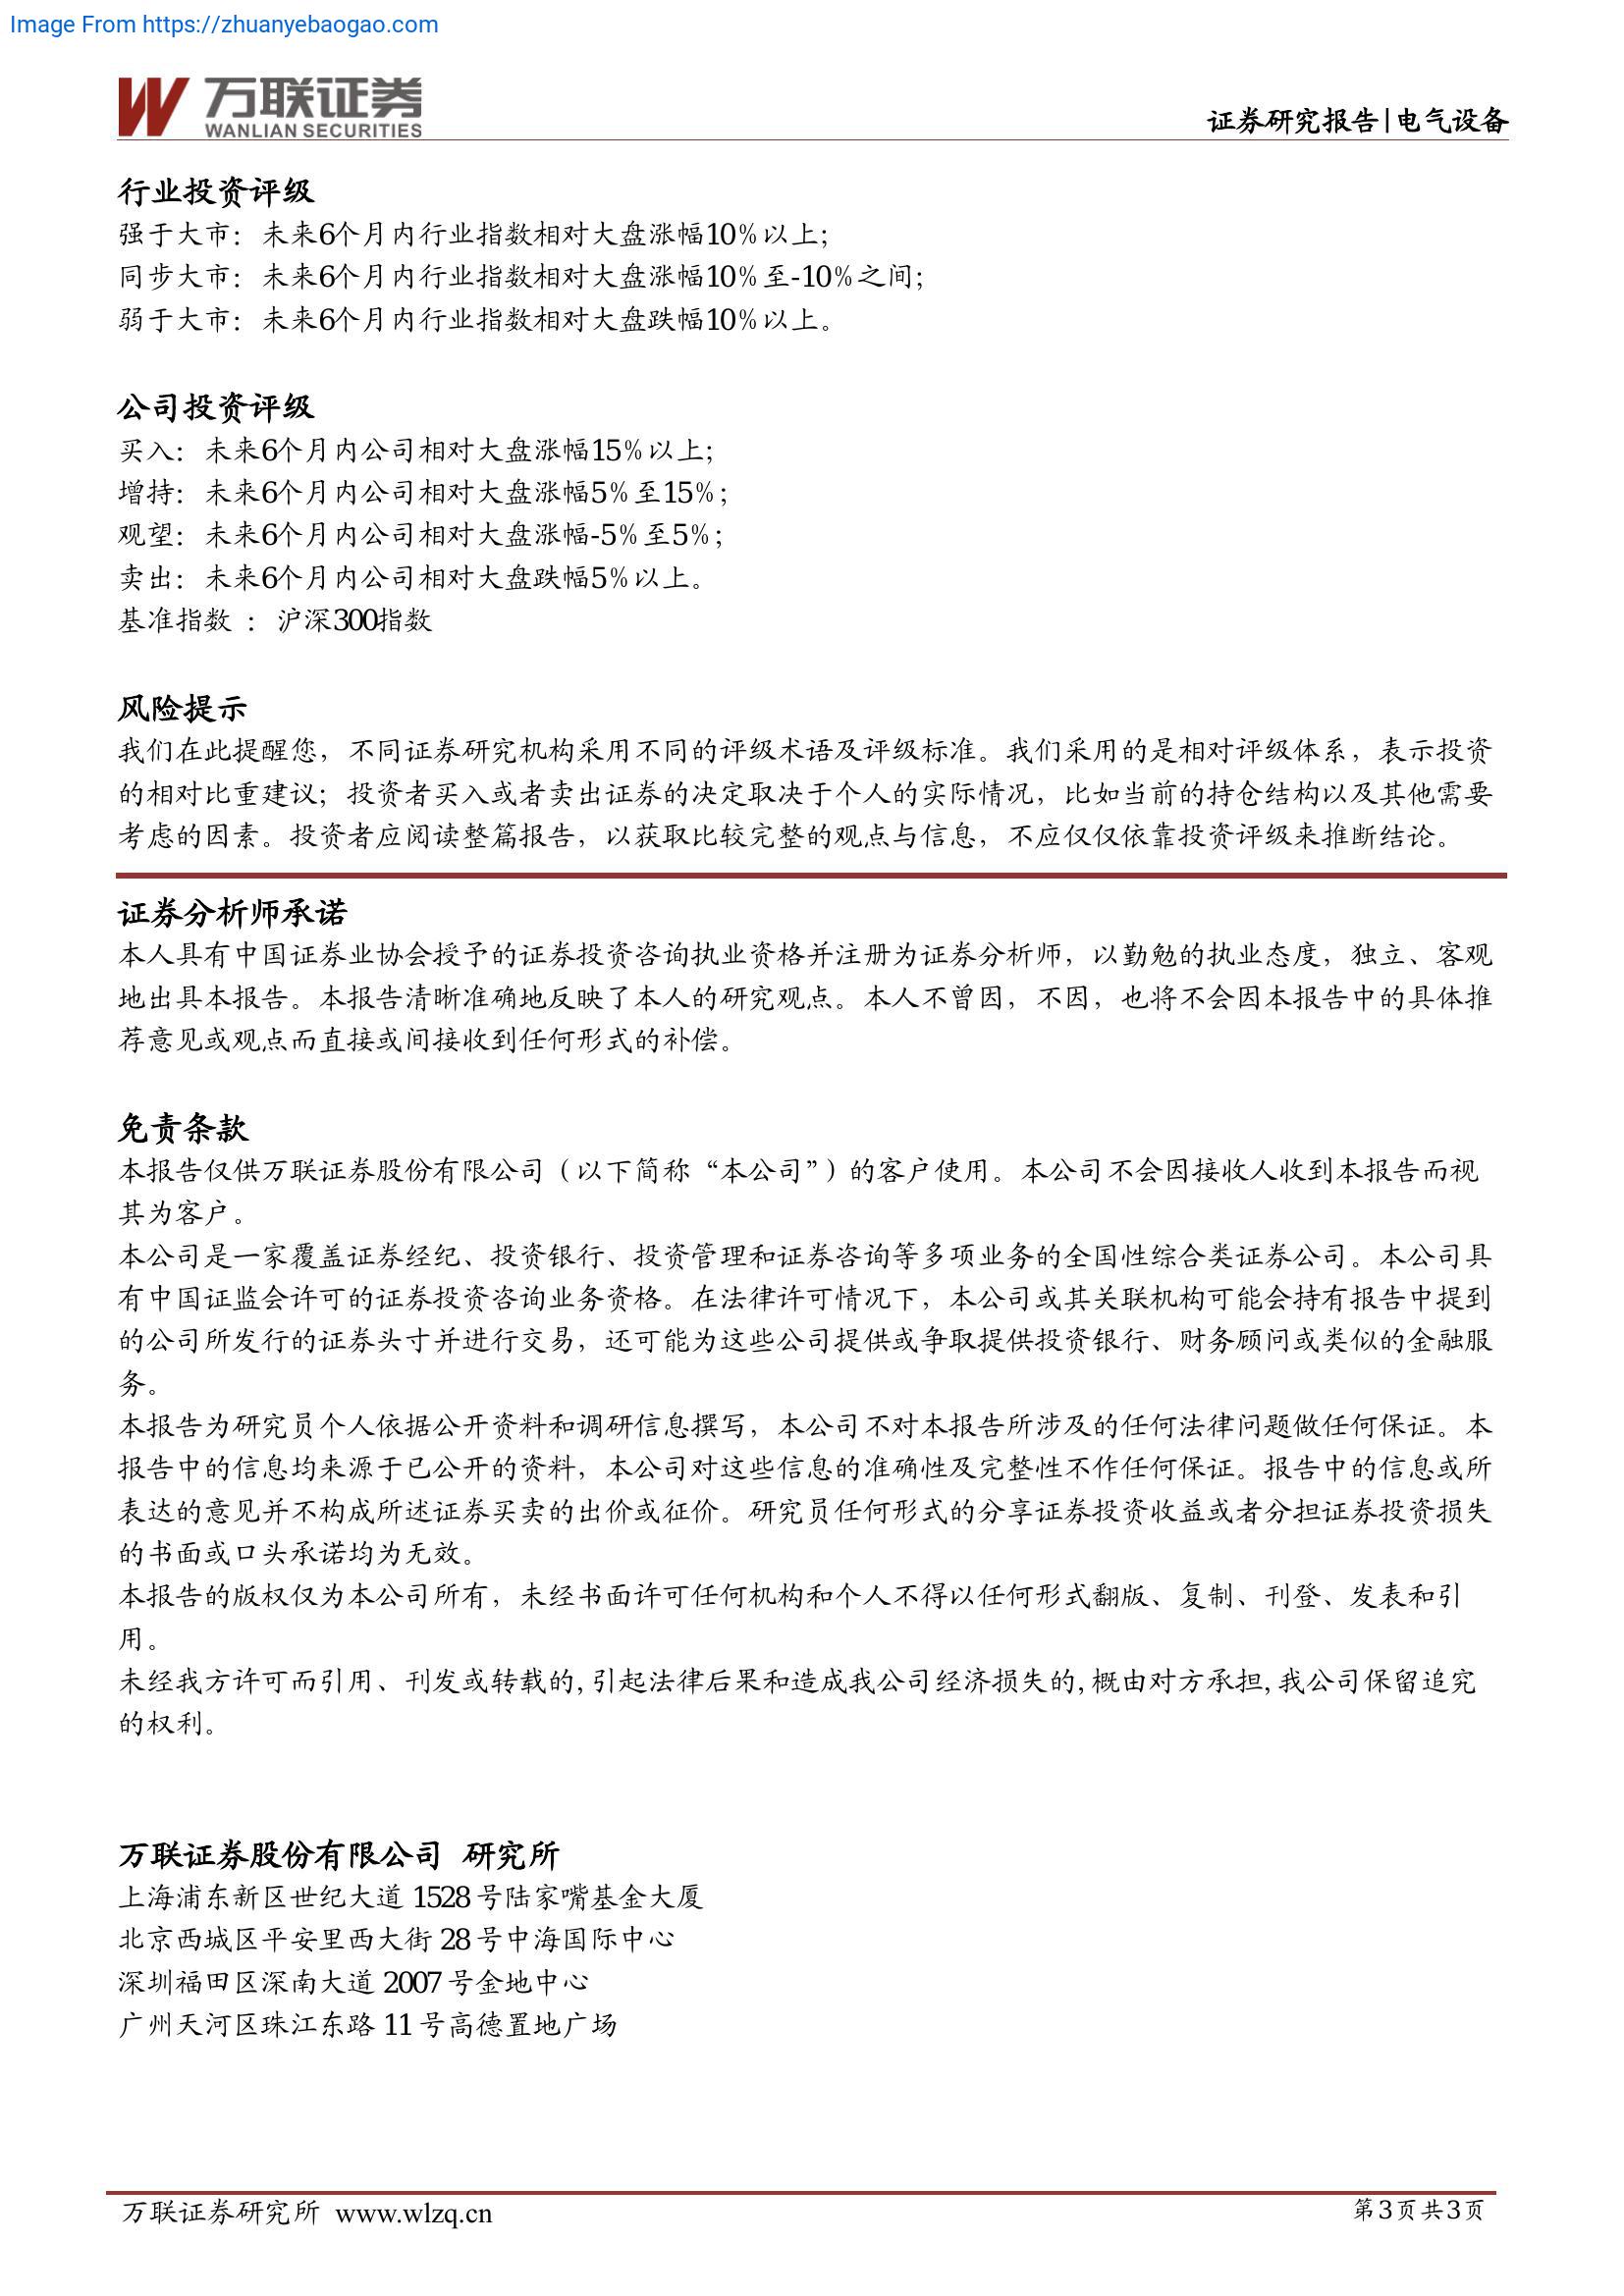 Image From https://zhuanyebaogao.com
万联证券
WANLIAN SECURITIES
证券研究报告|电气设备
行业投资评级
强于大市：未来6个月内行业指数相对大盘涨幅10%以上；
同步大市：未来6个月内行业指数相对大盘涨幅10%至-10%之间；
弱于大市：未来6个月内行业指数相对大盘跌幅10%以上。
公司投资评级
买入：未来6个月内公司相对大盘涨幅15%以上；
增持：未来6个月内公司相对大盘涨幅5%至15%；
观望：未来6个月内公司相对大盘涨幅-5%至5%；
卖出：未来6个月内公司相对大盘跌幅5%以上。
基准指数 ：沪深300指数
风险提示
我们在此提醒您，不同证券研究机构采用不同的评级术语及评级标准。我们采用的是相对评级体系，表示投资
的相对比重建议；投资者买入或者卖出证券的决定取决于个人的实际情况，比如当前的持仓结构以及其他需要
考虑的因素。投资者应阅读整篇报告，以获取比较完整的观点与信息，不应仅仅依靠投资评级来推断结论。
证券分析师承诺
本人具有中国证券业协会授予的证券投资咨询执业资格并注册为证券分析师，以勤勉的执业态度，独立、客观
地出具本报告。本报告清晰准确地反映了本人的研究观点。本人不曾因，不因，也将不会因本报告中的具体推
荐意见或观点而直接或间接收到任何形式的补偿。
免责条款
本报告仅供万联证券股份有限公司（以下简称“本公司”）的客户使用。本公司不会因接收人收到本报告而视
其为客户。
本公司是一家覆盖证券经纪、投资银行、投资管理和证券咨询等多项业务的全国性综合类证券公司。本公司具
有中国证监会许可的证券投资咨询业务资格。在法律许可情况下，本公司或其关联机构可能会持有报告中提到
的公司所发行的证券头寸并进行交易，还可能为这些公司提供或争取提供投资银行、财务顾问或类似的金融服
务。
本报告为研究员个人依据公开资料和调研信息撰写，本公司不对本报告所涉及的任何法律问题做任何保证。本
报告中的信息均来源于已公开的资料，本公司对这些信息的准确性及完整性不作任何保证。报告中的信息或所
表达的意见并不构成所述证券买卖的出价或征价。研究员任何形式的分享证券投资收益或者分担证券投资损失
的书面或口头承诺均为无效。
本报告的版权仅为本公司所有，未经书面许可任何机构和个人不得以任何形式翻版、复制、刊登、发表和引
用。
未经我方许可而引用、刊发或转载的,引起法律后果和造成我公司经济损失的,概由对方承担,我公司保留追究
的权利。
万联证券股份有限公司 研究所
上海浦东新区世纪大道 1528 号陆家嘴基金大厦
北京西城区平安里西大街 28 号中海国际中心
深圳福田区深南大道 2007 号金地中心
广州天河区珠江东路 11 号高德置地广场
万联证券研究所 www.wlzq.cn
第3页共3页